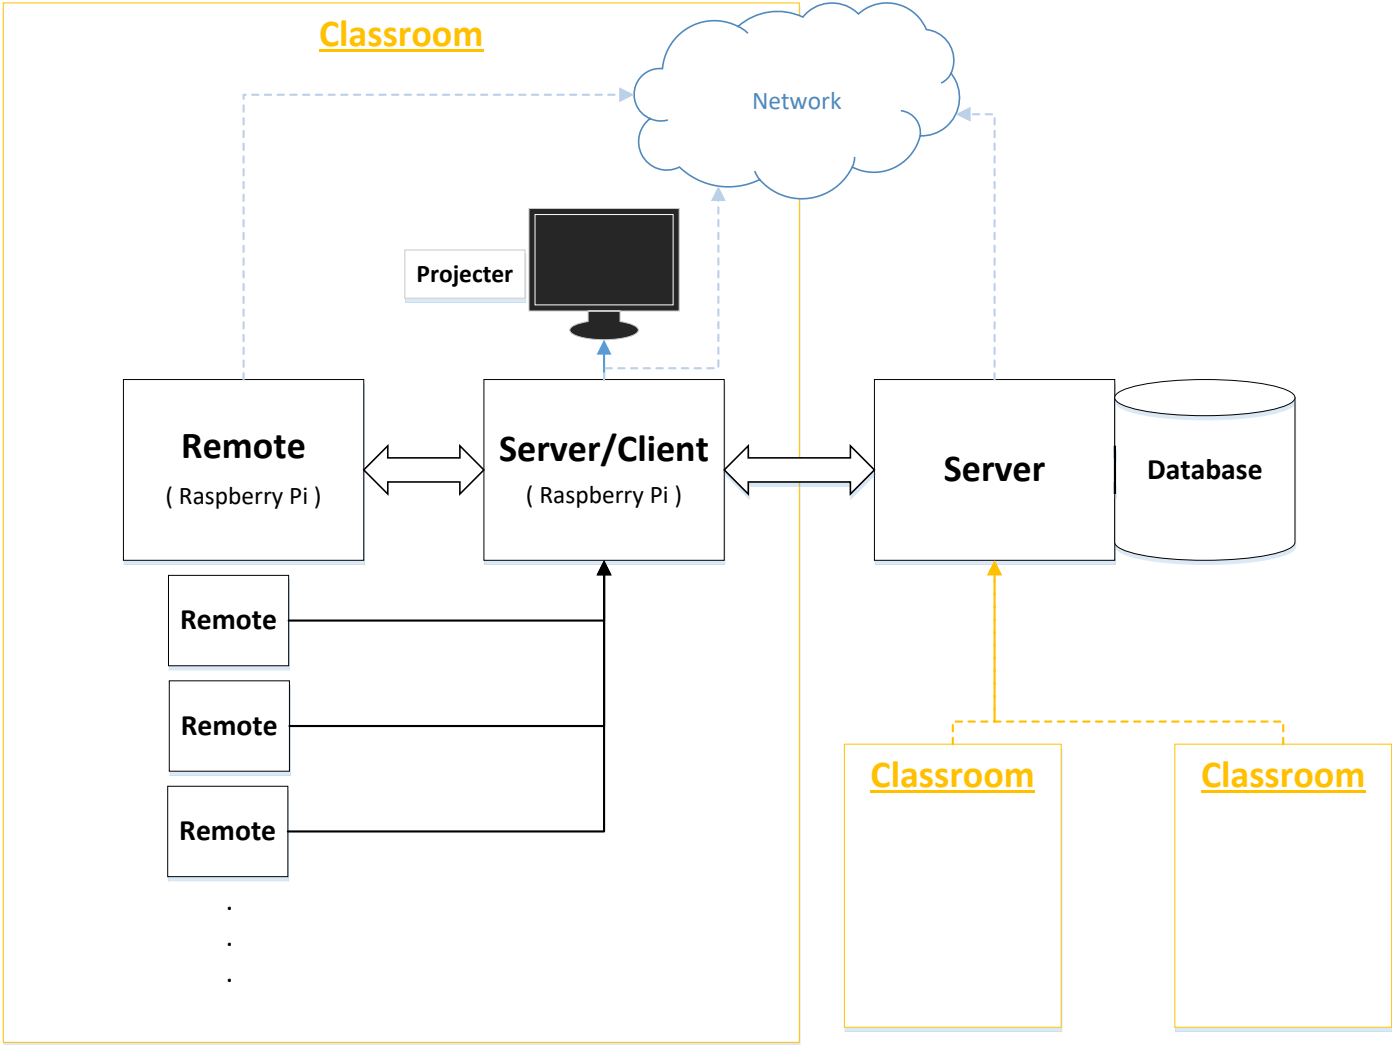 Classroom
Network
Projecter
Remote
( Raspberry Pi )
Server/Client
( Raspberry Pi )
Server
Database
Remote
Remote
Remote
.
.
.
Classroom
Classroom